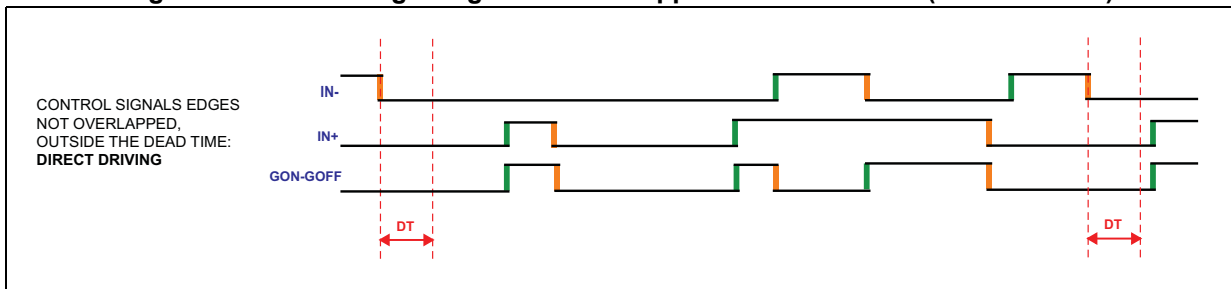 CONTROL SIGNALS EDGES
NOT OVERLAPPED,
OUTSIDE THE DEAD TIME:
DIRECT DRIVING
IN-
IN+
GON-GOFF
DT
DT